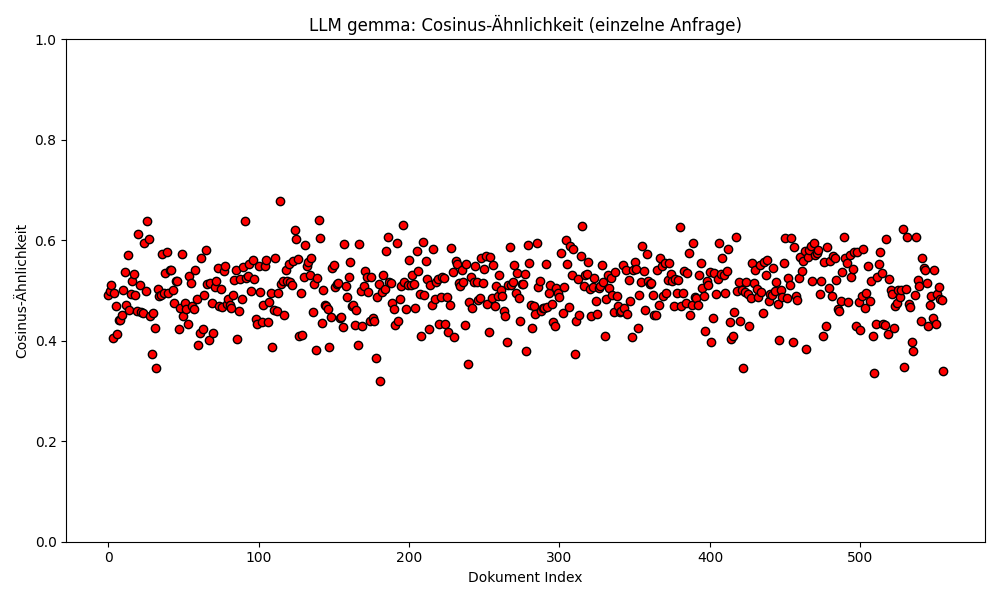 LLM gemma: Cosinus-Ähnlichkeit (einzelne Anfrage)
1.0
0.8
0.6
0.4
0.2
0.0
Cosinus-Ähnlichkeit
0 100 200 300 400 500
Dokument Index